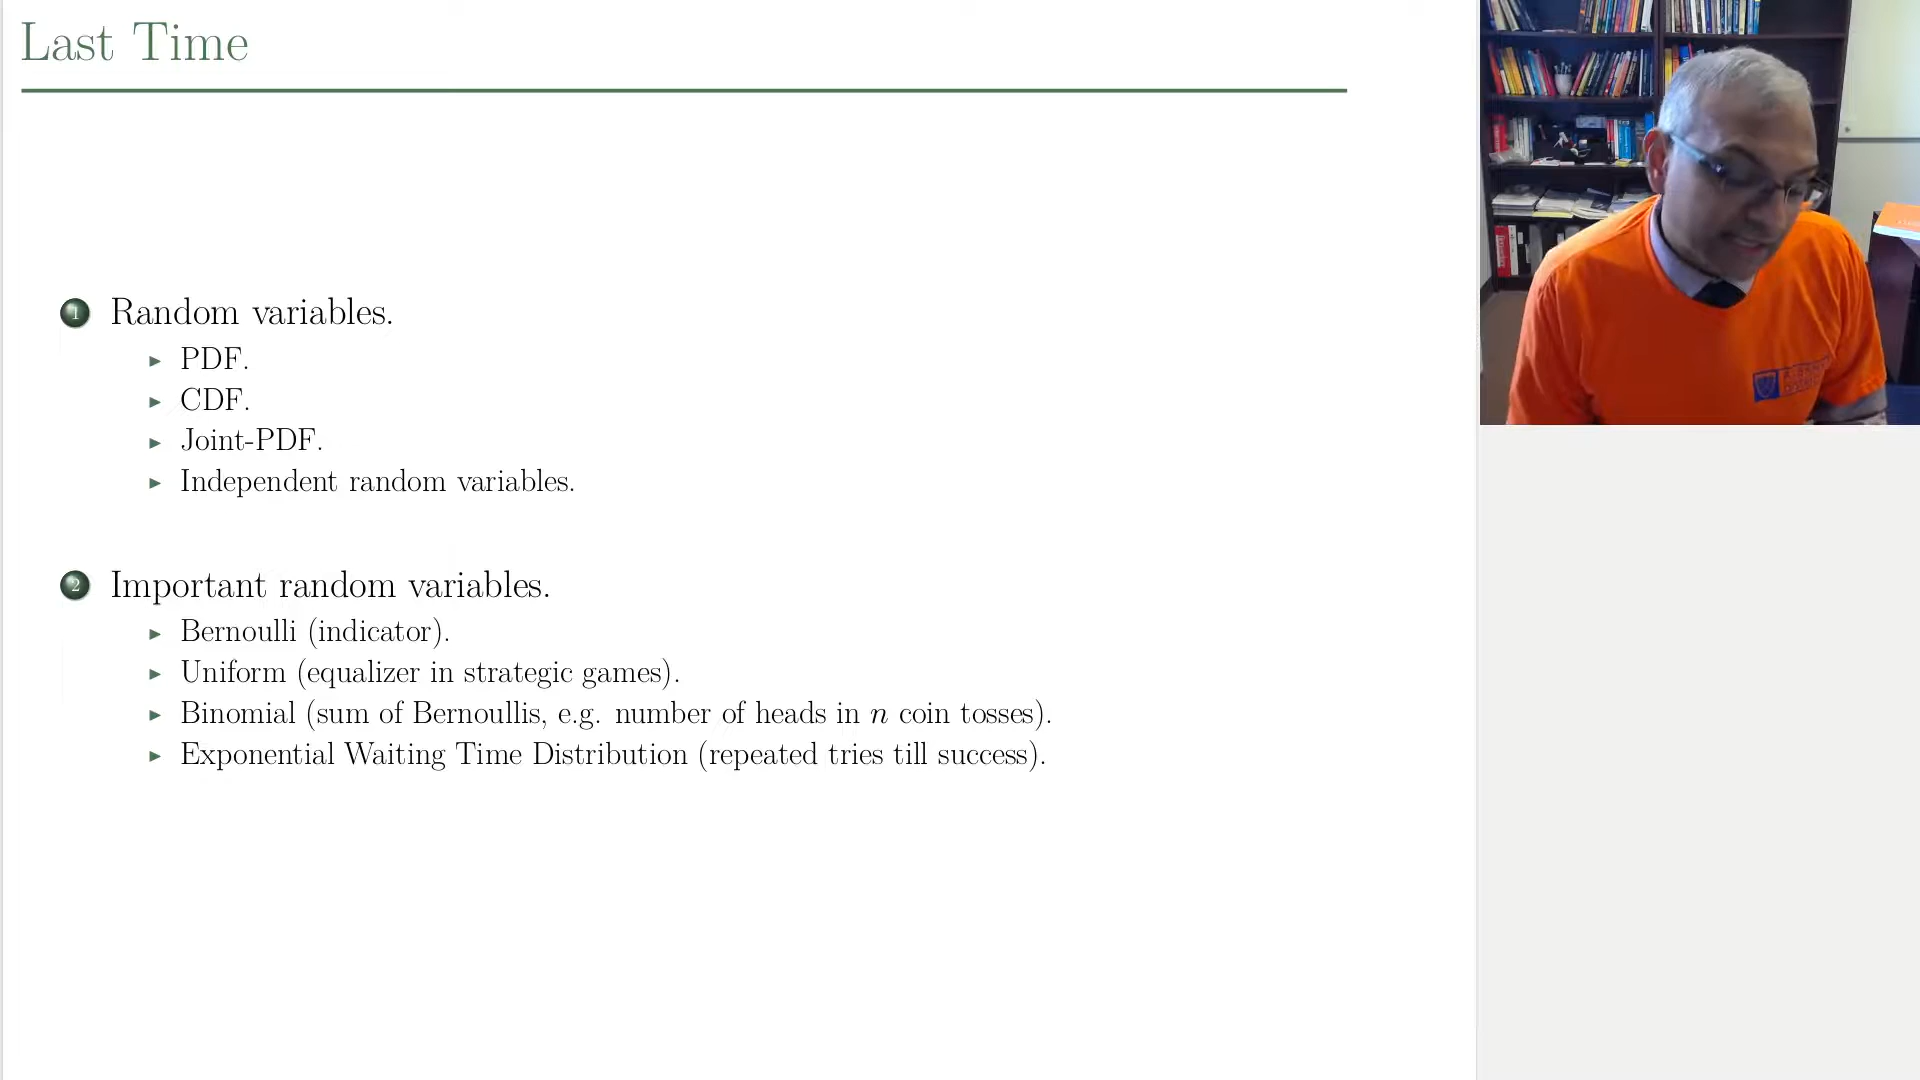 Last Time
1 Random variables.
► PDF.
► CDF.
► Joint-PDF.
► Independent random variables.
2 Important random variables.
► Bernoulli (indicator).
► Uniform (equalizer in strategic games).
► Binomial (sum of Bernoullis, e.g. number of heads in n coin tosses).
► Exponential Waiting Time Distribution (repeated tries till success).